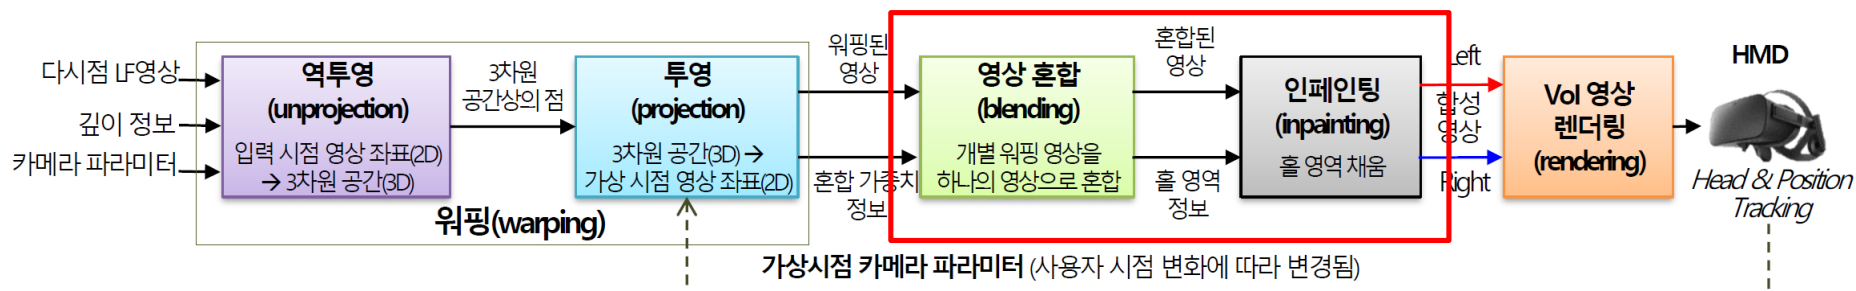 다시점 LF영상
깊이 정보
카메라 파라미터
역투영
(unprojection)
입력 시점 영상 좌표(2D)
→ 3차원 공간(3D)
3차원
공간상의 점
투영
(projection)
3차원 공간(3D) →
가상 시점 영상 좌표(2D)
워핑(warping)
워핑된
영상
혼합 가중치
정보
영상 혼합
(blending)
개별 워핑 영상을
하나의 영상으로 혼합
혼합된
영상
홀 영역
정보
인페인팅
(inpainting)
홀 영역 채움
Left
합성
영상
Right
Vol 영상
렌더링
(rendering)
HMD
Head & Position
Tracking
가상시점 카메라 파라미터 (사용자 시점 변화에 따라 변경됨)